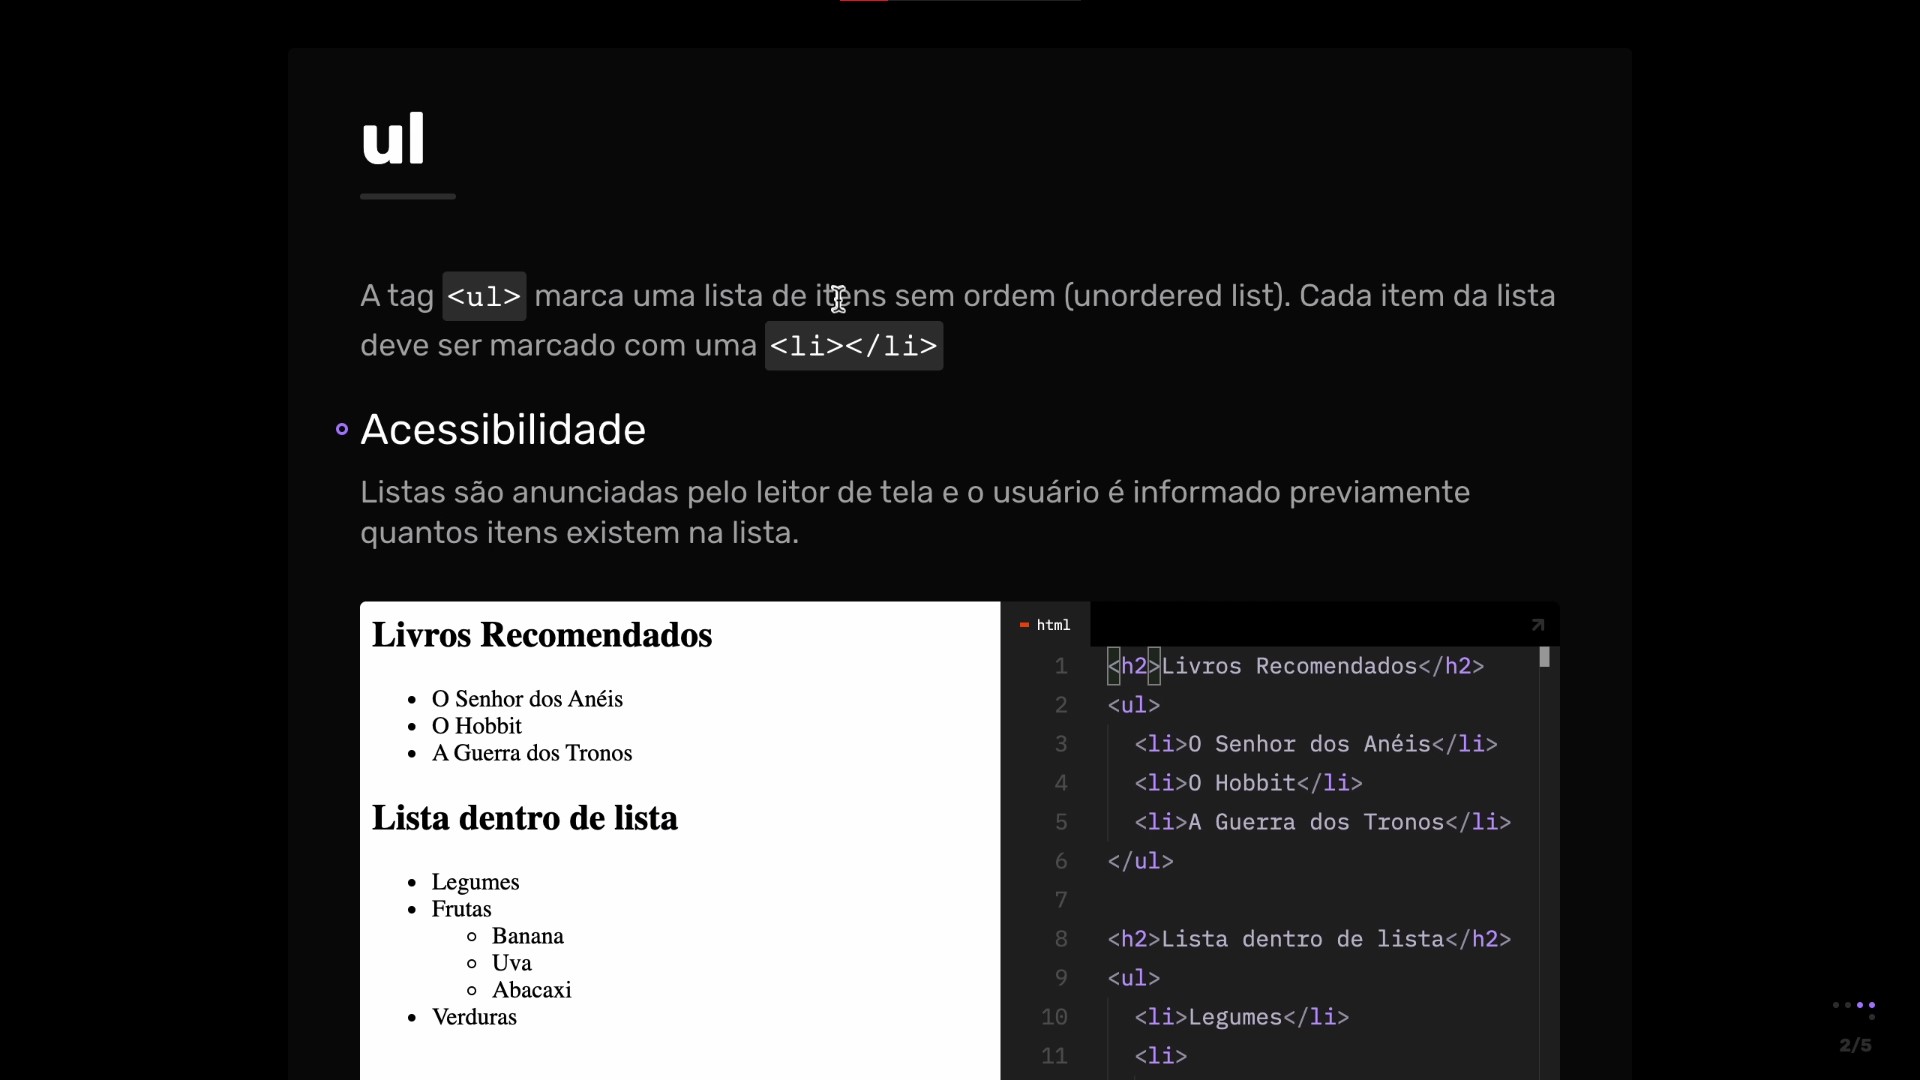 ul
A tag <ul> marca uma lista de itens sem ordem (unordered list). Cada item da lista
deve ser marcado com uma <li></li>
Acessibilidade
Listas são anunciadas pelo leitor de tela e o usuário é informado previamente
quantos itens existem na lista.
Livros Recomendados
• O Senhor dos Anéis
• O Hobbit
• A Guerra dos Tronos
Lista dentro de lista
• Legumes
• Frutas
◦ Banana
◦ Uva
◦ Abacaxi
• Verduras
html
1 <h2>Livros Recomendados</h2>
2 <ul>
3 <li>O Senhor dos Anéis</li>
4 <li>O Hobbit</li>
5 <li>A Guerra dos Tronos</li>
6 </ul>
7
8 <h2>Lista dentro de lista</h2>
9 <ul>
10 <li>Legumes</li>
11 <li>
2/5